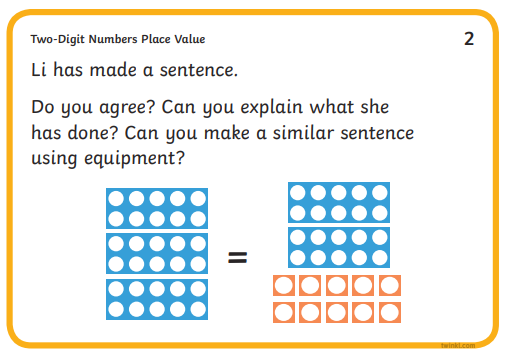 Two-Digit Numbers Place Value
2
Li has made a sentence.
Do you agree? Can you explain what she
has done? Can you make a similar sentence
using equipment?
=
twinkl.com